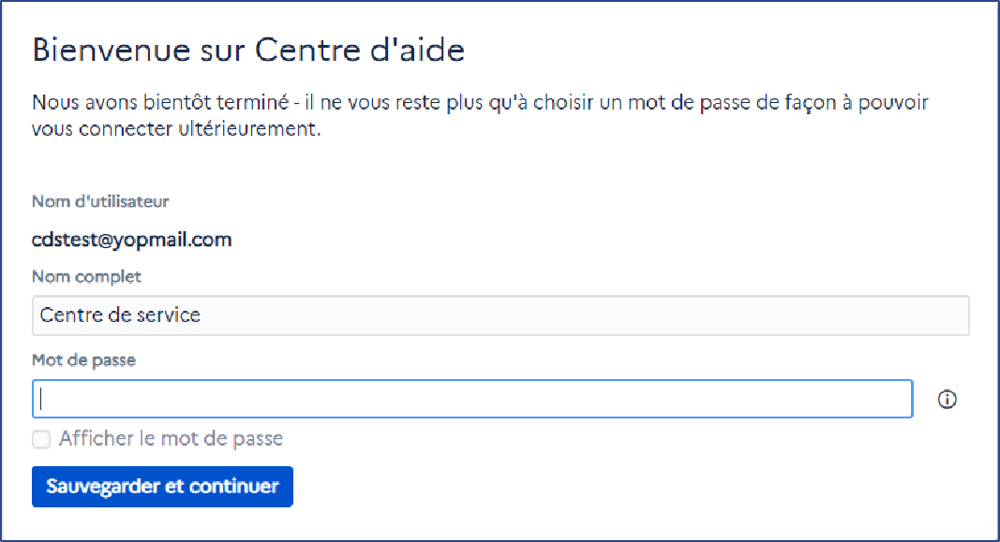 Bienvenue sur Centre d'aide
Nous avons bientôt terminé - il ne vous reste plus qu'à choisir un mot de passe de façon à pouvoir
vous connecter ultérieurement.
Nom d'utilisateur
cdstest@yopmail.com
Nom complet
Centre de service
Mot de passe
Afficher le mot de passe
Sauvegarder et continuer